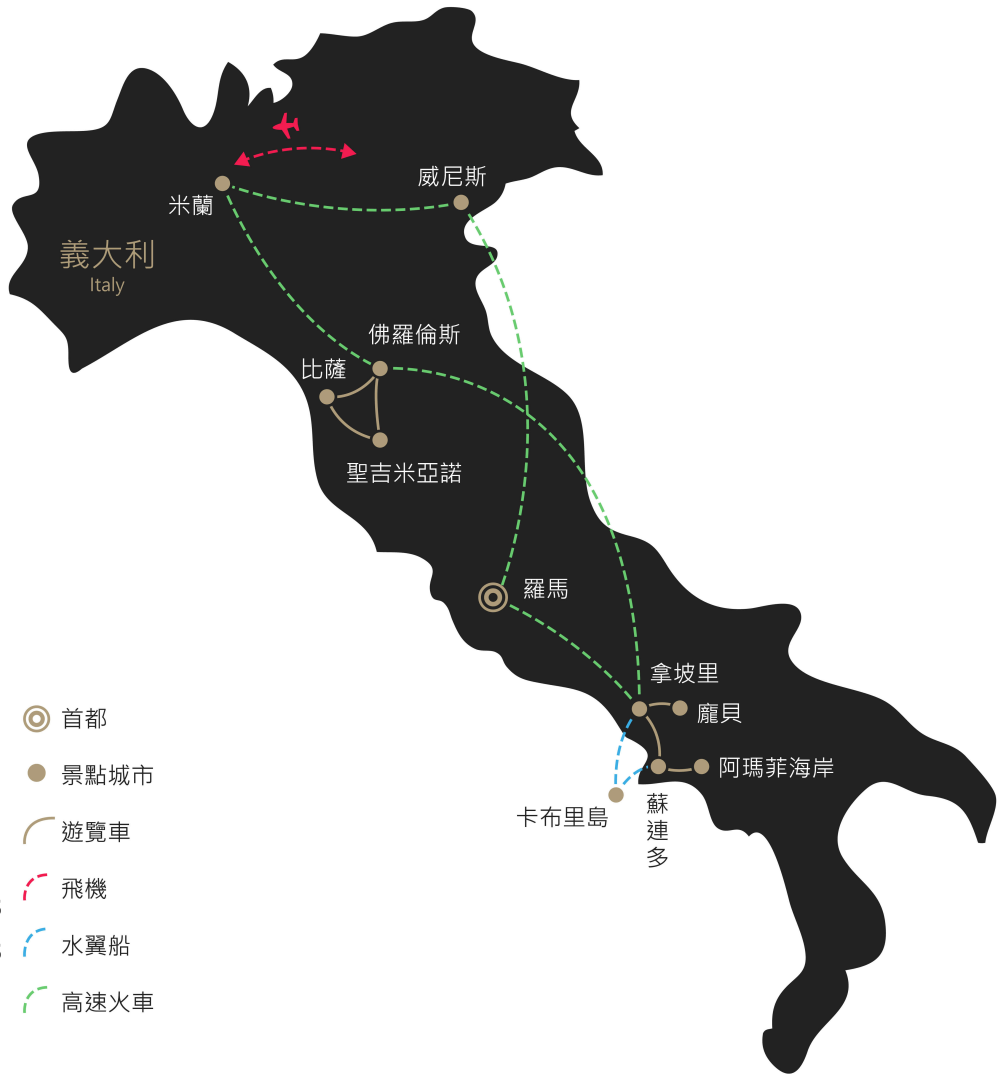 威尼斯
米蘭
義大利
Italy
佛羅倫斯
比薩
聖吉米亞諾
羅馬
拿坡里
龐貝
阿瑪菲海岸
卡布里島
蘇連多
首都
景點城市
遊覽車
飛機
水翼船
高速火車